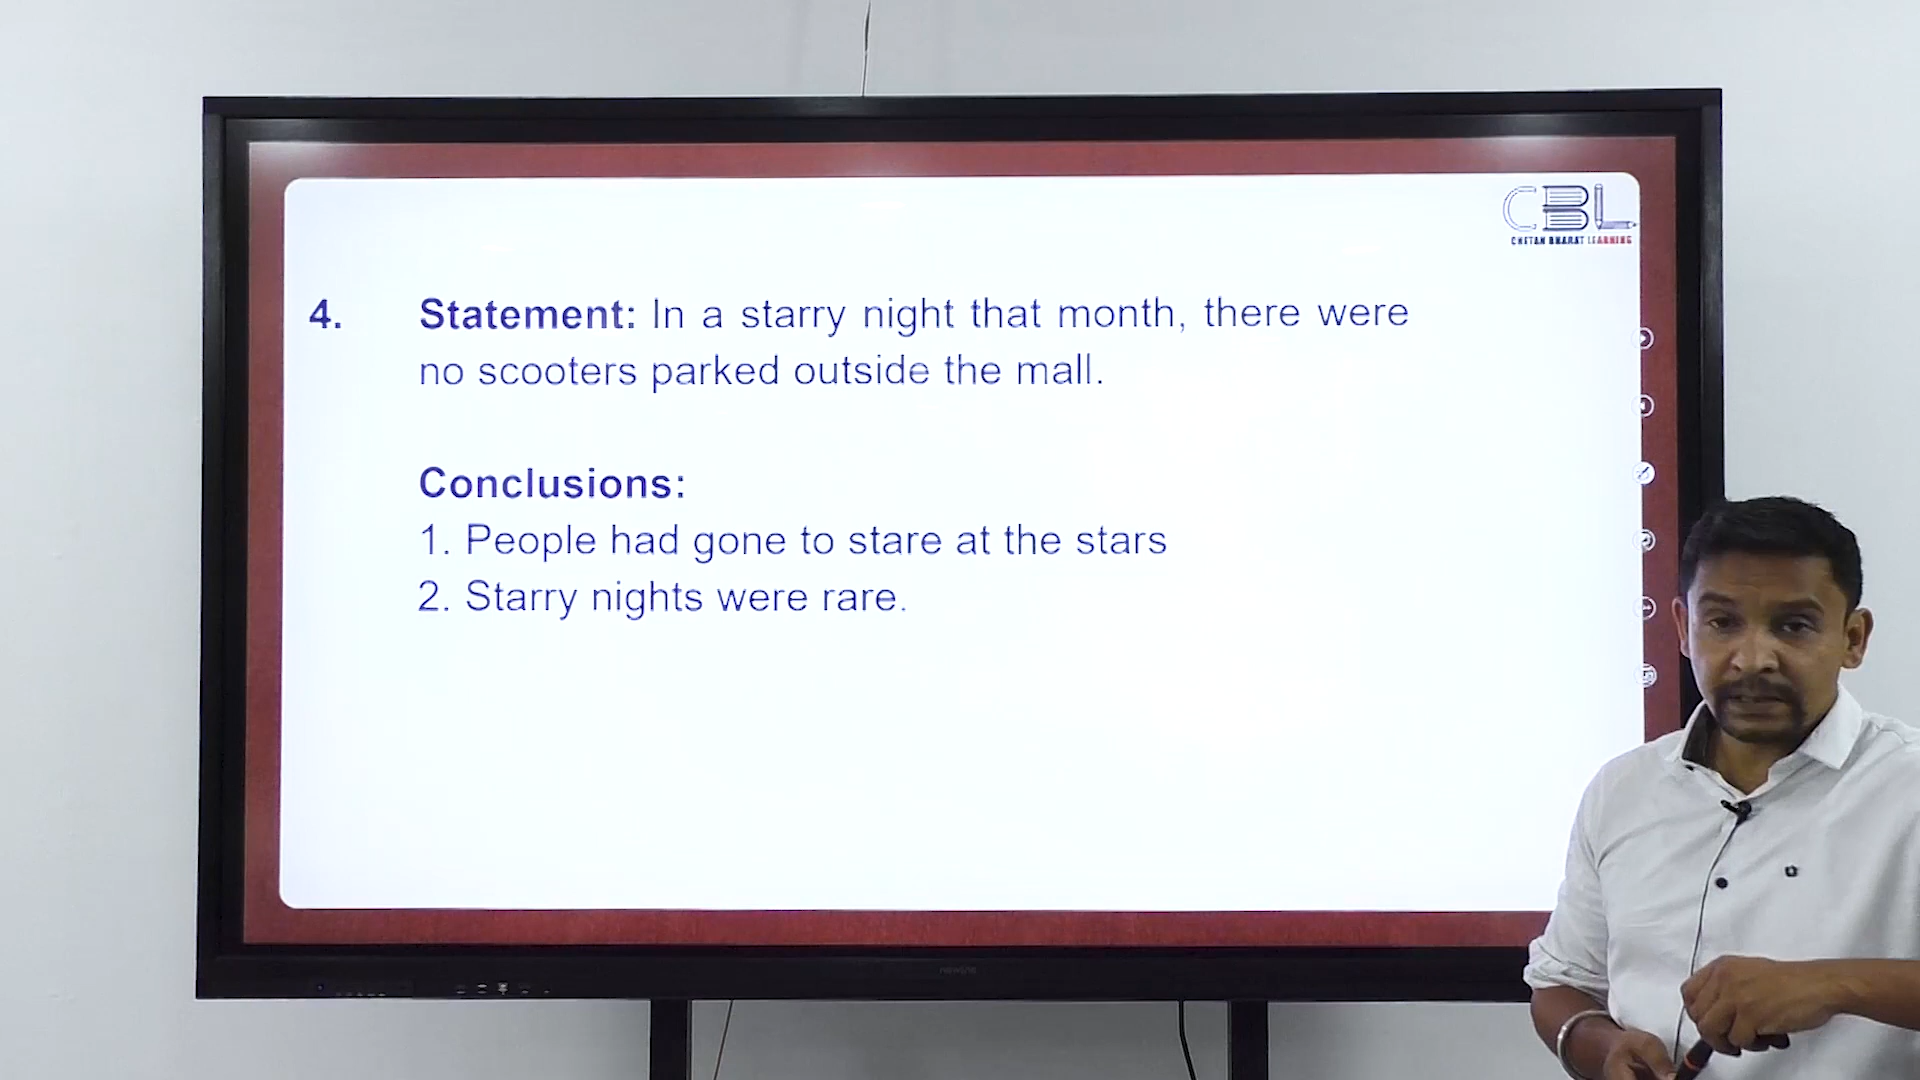 CBL
CHETAN BHARAT LEARNING
4. Statement: In a starry night that month, there were
no scooters parked outside the mall.
Conclusions:
1. People had gone to stare at the stars
2. Starry nights were rare.